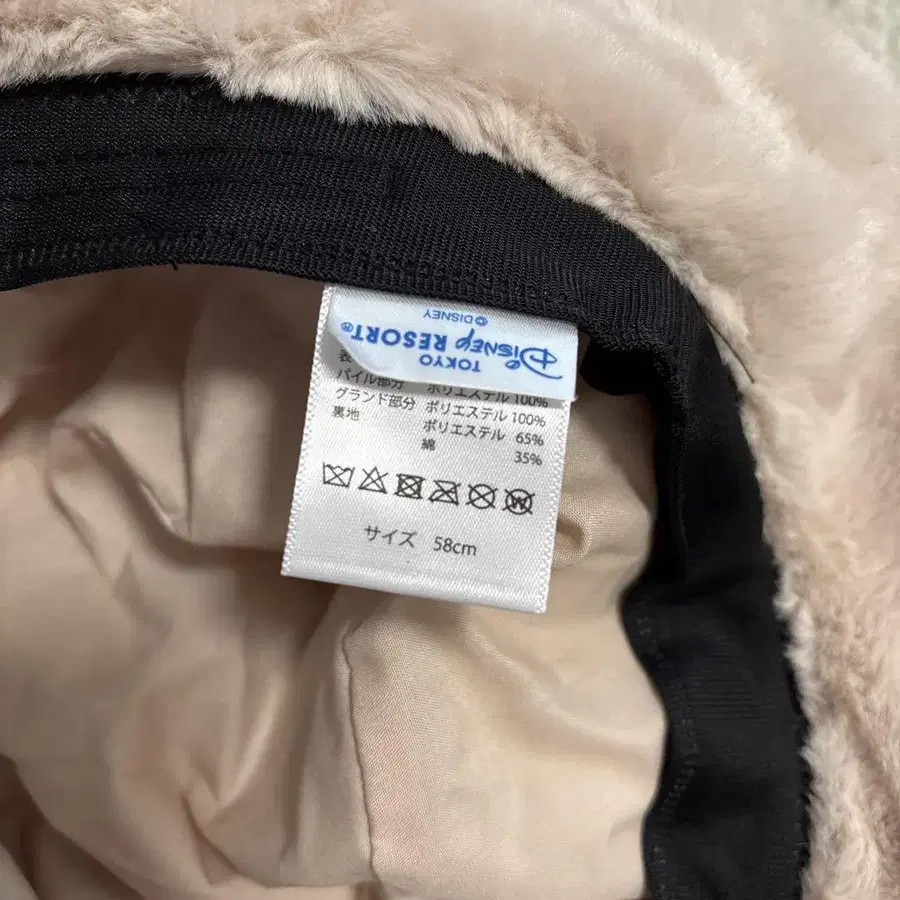 TOKYO
Disney RESORT®
©DISNEY
表
パイル部分 ポリエステル 100%
グランド部分 ポリエステル 100%
裏地 ポリエステル 65%
綿 35%
サイズ 58cm